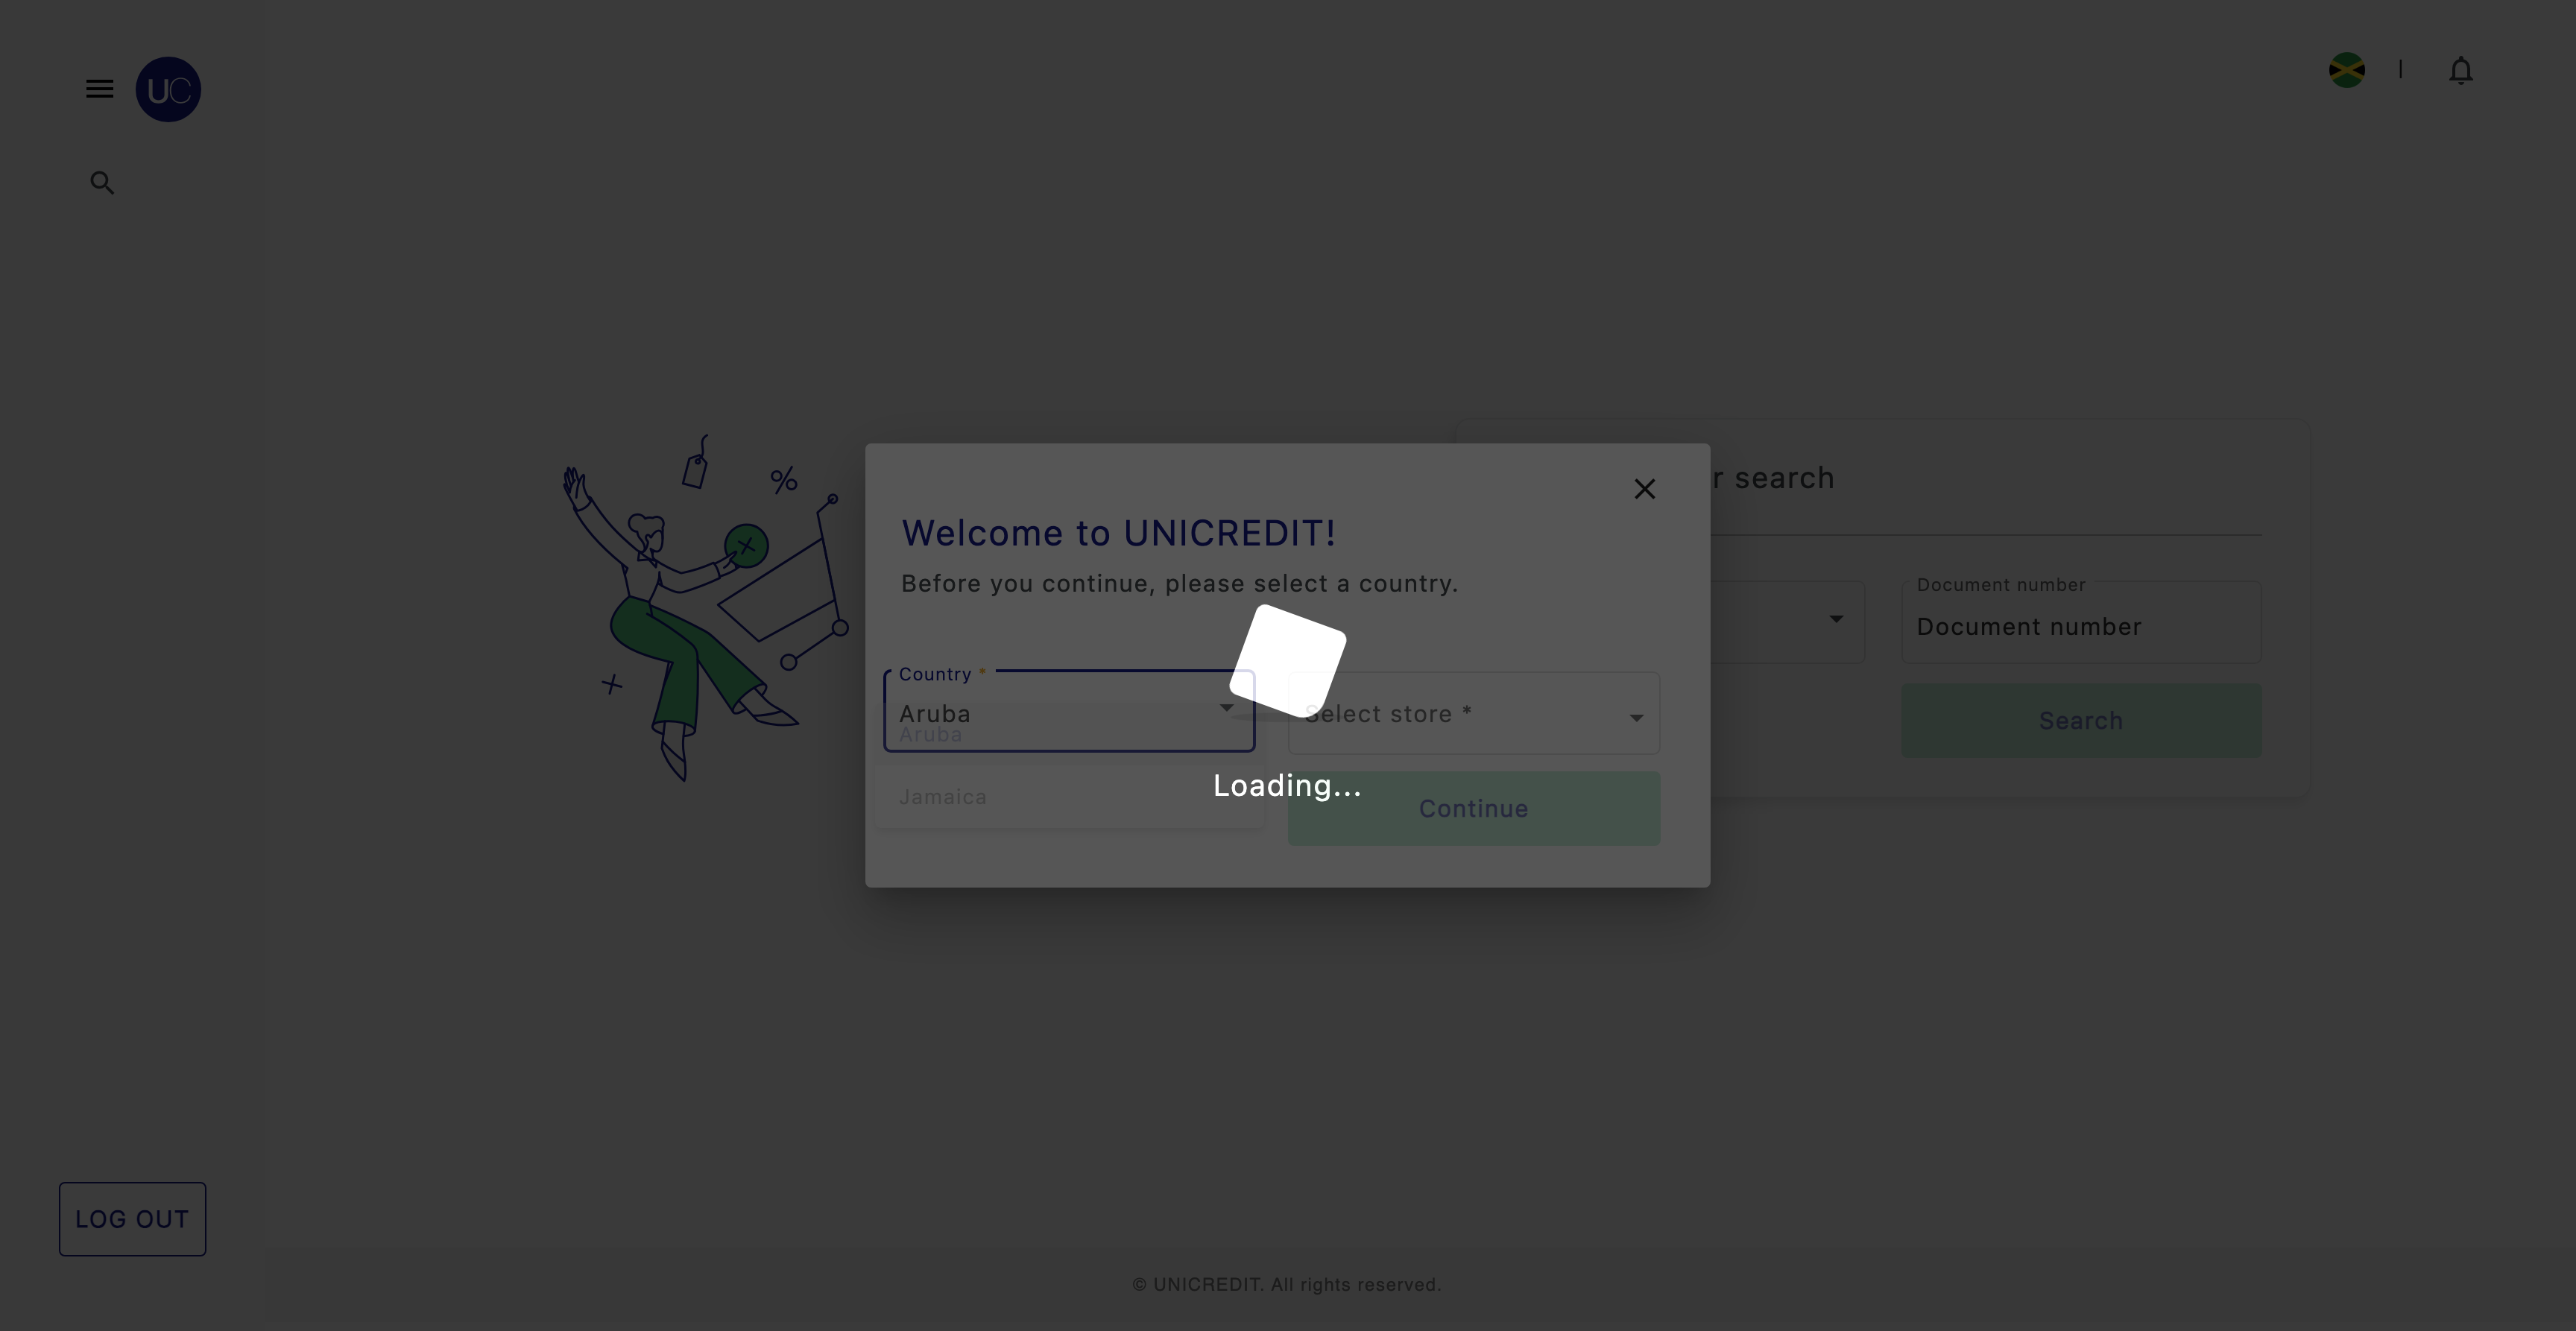 UC
Welcome to UNICREDIT!
Before you continue, please select a country.
Country *
Aruba
Aruba
Jamaica
Select store *
Loading...
Continue
r search
Document number
Document number
Search
LOG OUT
© UNICREDIT. All rights reserved.